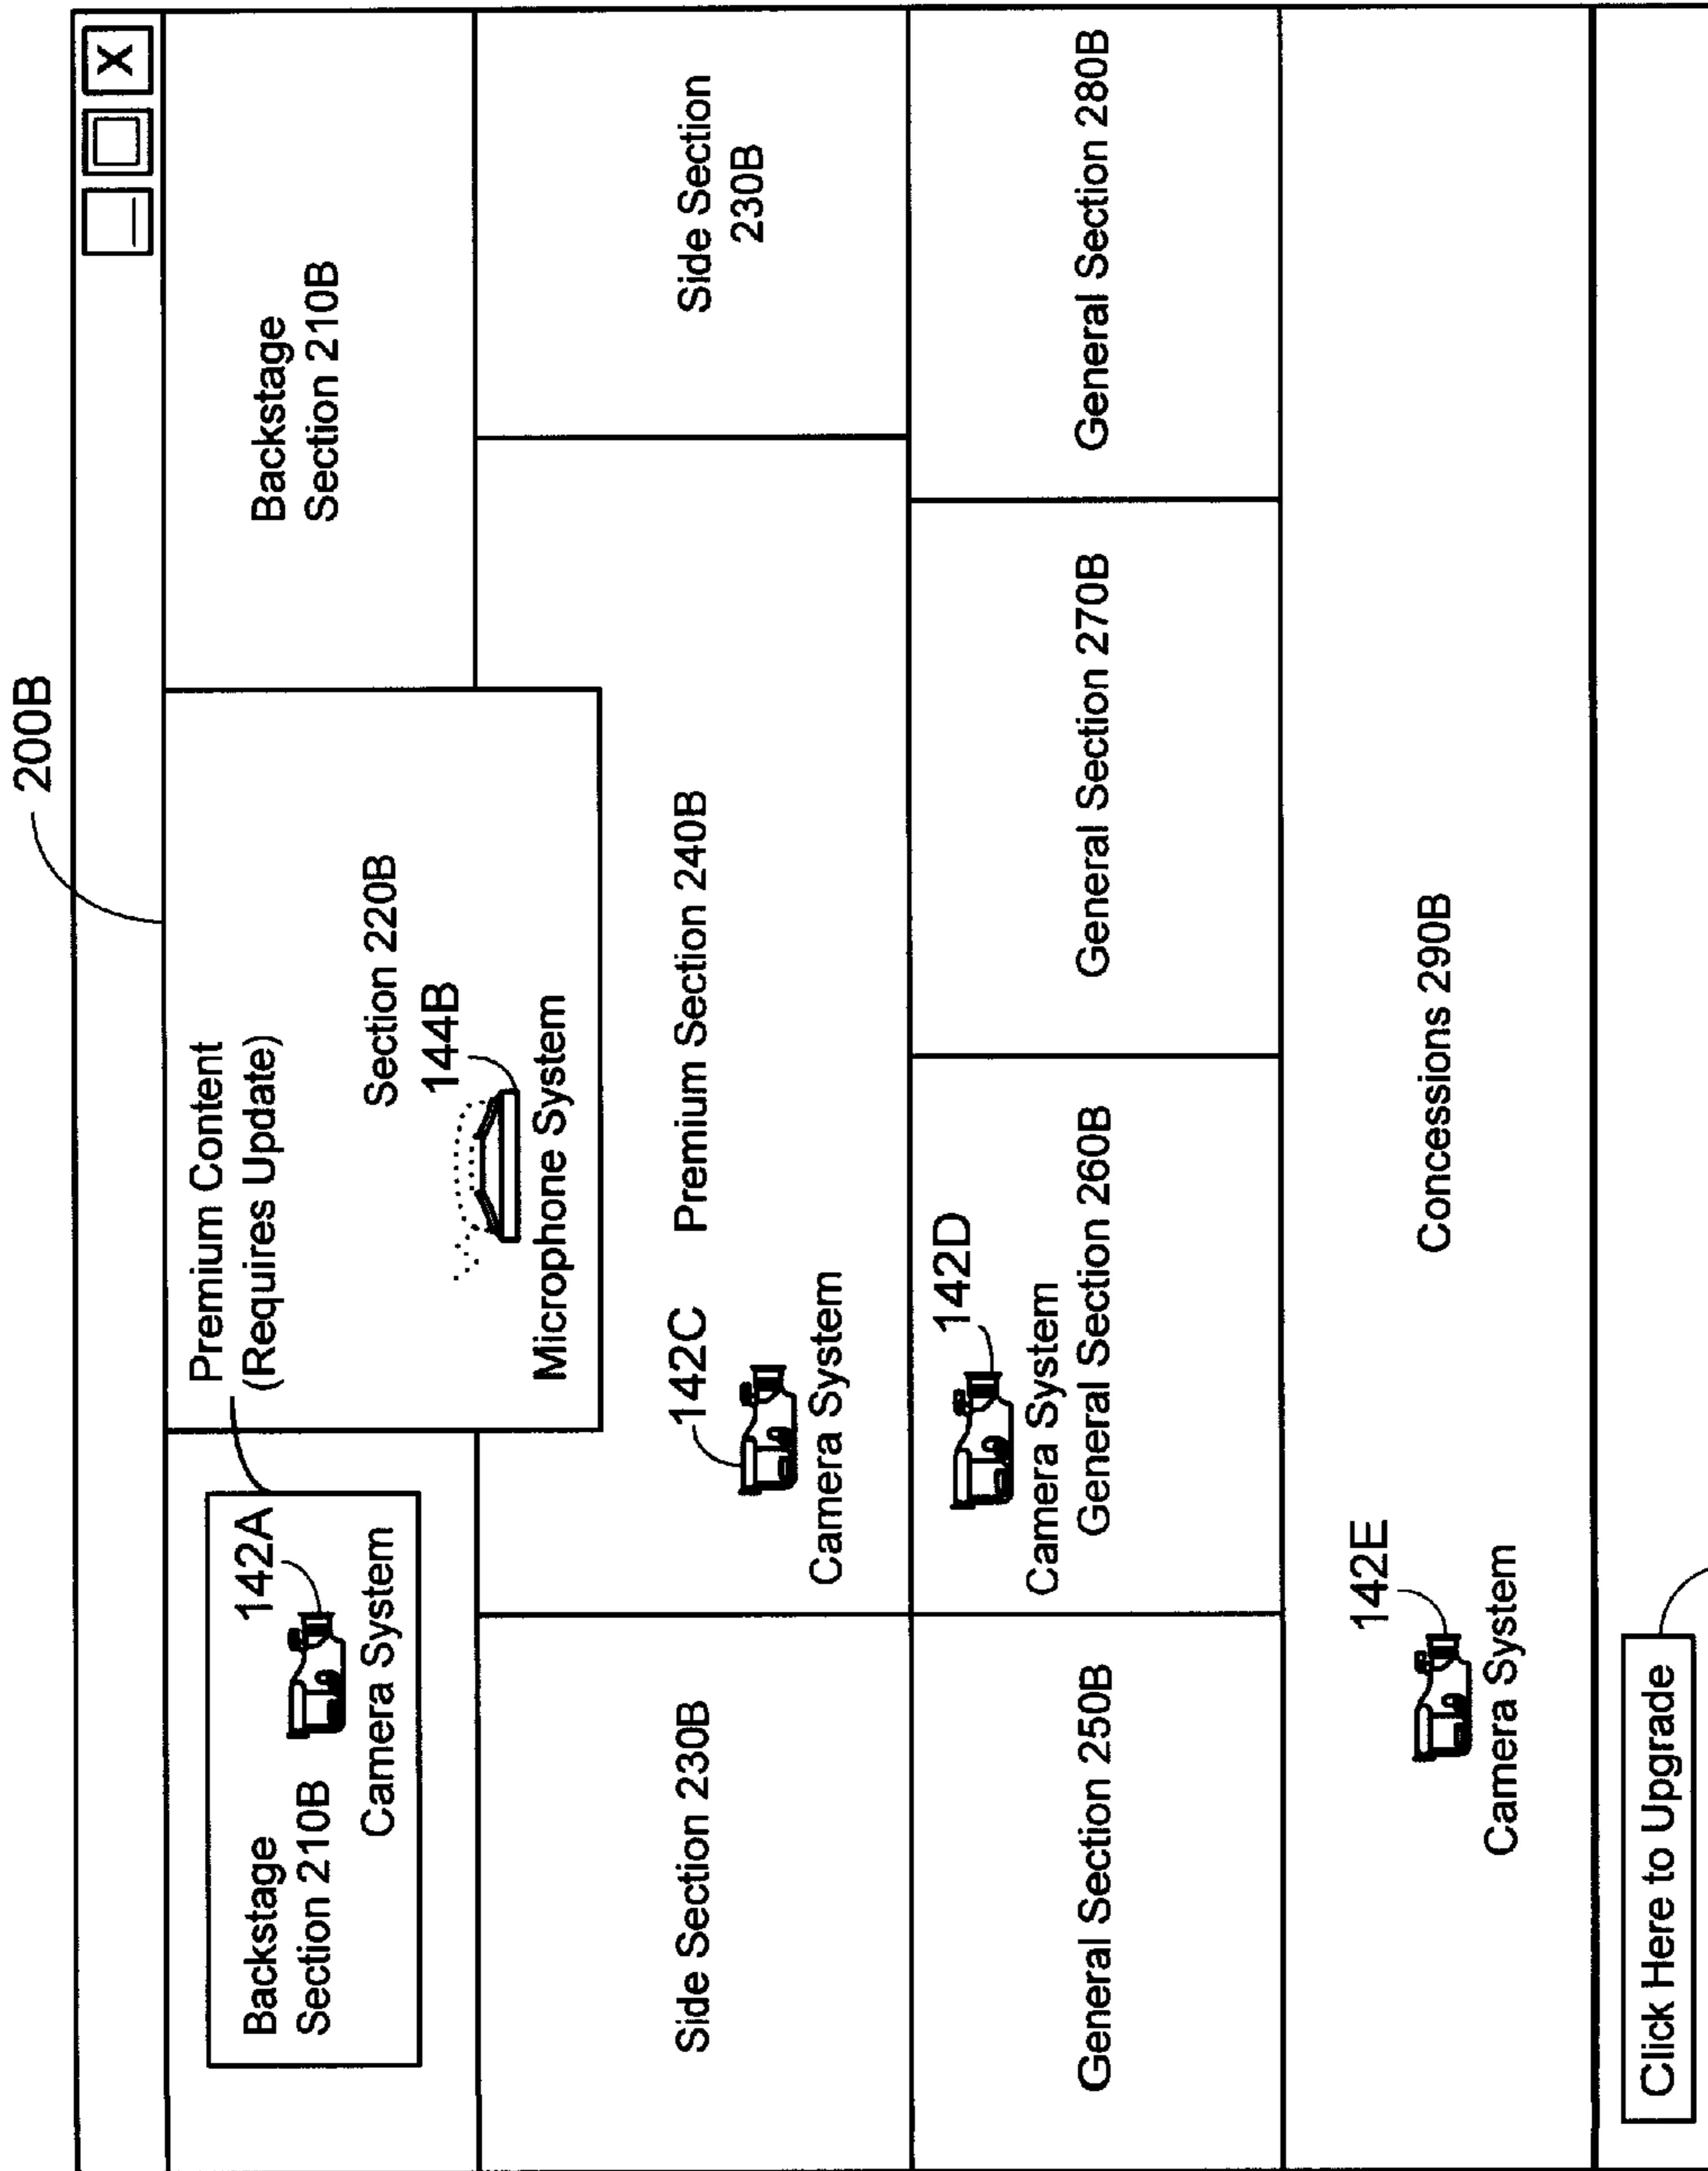 200B
X
Backstage
Section 210B
142A
Camera System
Premium Content
(Requires Update)
Section 220B
144B
Microphone System
Backstage
Section 210B
Side Section 230B
142C
Camera System
Premium Section 240B
Side Section
230B
General Section 250B
142D
Camera System
General Section 260B
General Section 270B
General Section 280B
142E
Camera System
Concessions 290B
Click Here to Upgrade